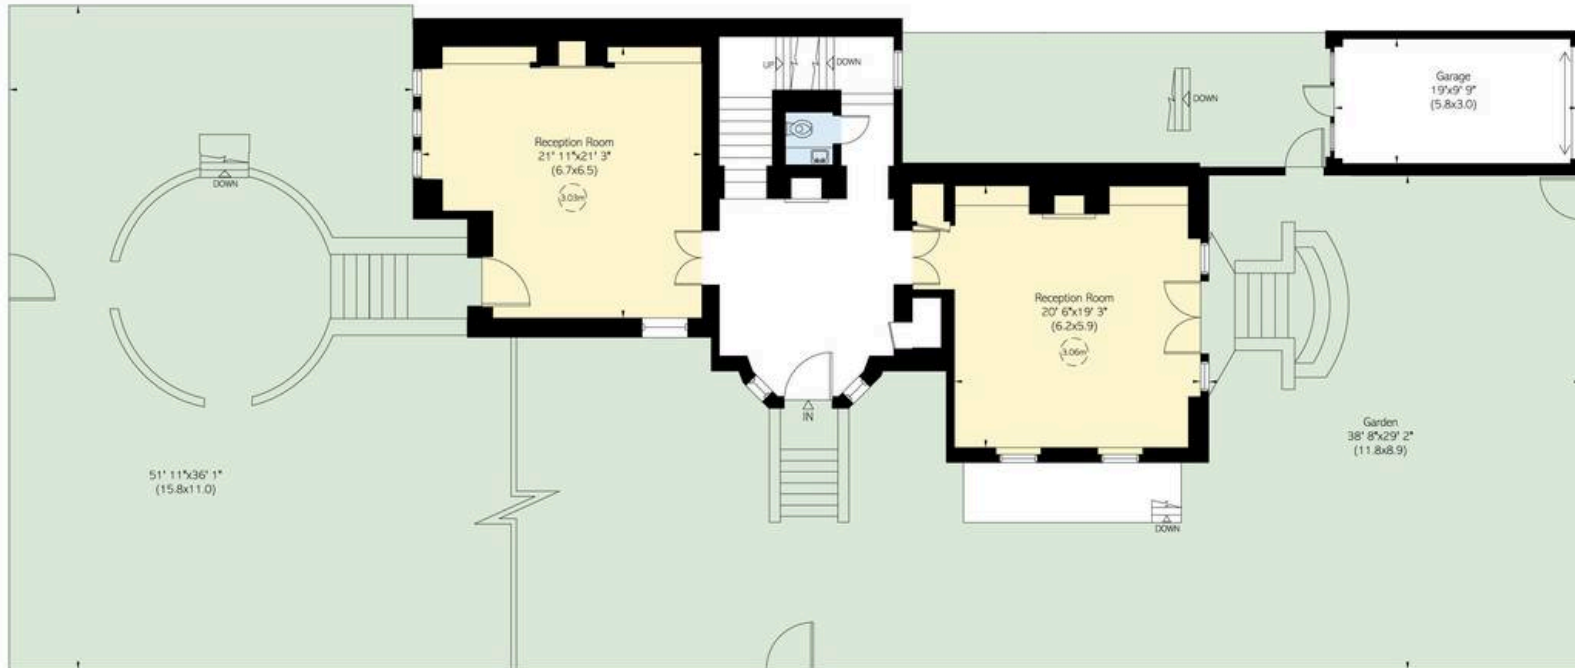 UP
DOWN
Garage
19'x9' 9"
(5.8x3.0)
DOWN
Reception Room
21' 11"x21' 3"
(6.7x6.5)
3.03m
DOWN
Reception Room
20' 6"x19' 3"
(6.2x5.9)
3.06m
IN
Garden
38' 8"x29' 2"
(11.8x8.9)
51' 11"x36' 1"
(15.8x11.0)
DOWN